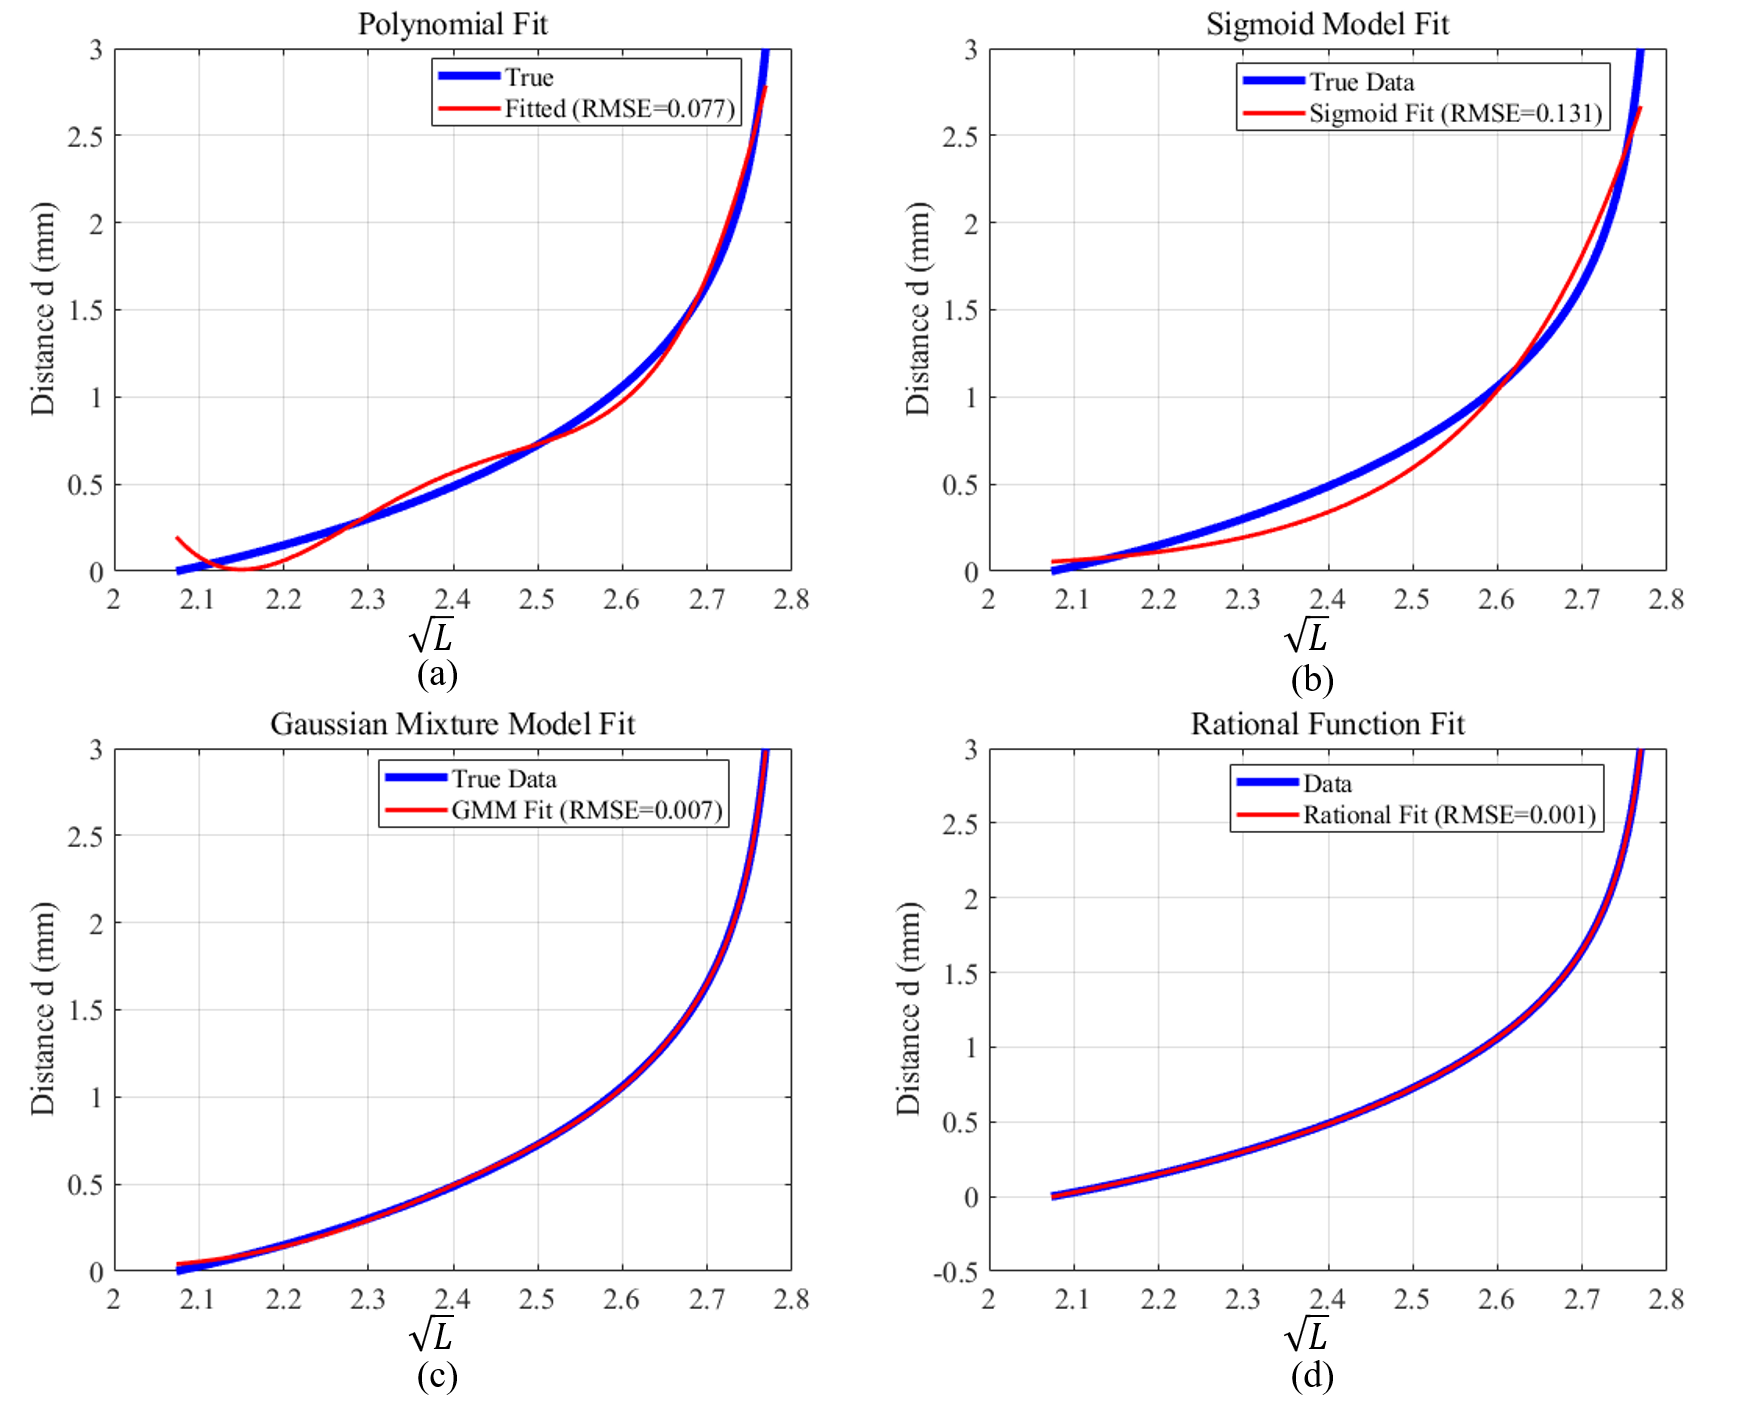 Polynomial Fit
True
Fitted (RMSE=0.077)
Distance d (mm)
3
2.5
2
1.5
1
0.5
0
2 2.1 2.2 2.3 2.4 2.5 2.6 2.7 2.8
√L
(a)
Sigmoid Model Fit
True Data
Sigmoid Fit (RMSE=0.131)
Distance d (mm)
3
2.5
2
1.5
1
0.5
0
2 2.1 2.2 2.3 2.4 2.5 2.6 2.7 2.8
√L
(b)
Gaussian Mixture Model Fit
True Data
GMM Fit (RMSE=0.007)
Distance d (mm)
3
2.5
2
1.5
1
0.5
0
2 2.1 2.2 2.3 2.4 2.5 2.6 2.7 2.8
√L
(c)
Rational Function Fit
Data
Rational Fit (RMSE=0.001)
Distance d (mm)
3
2.5
2
1.5
1
0.5
0
-0.5
2 2.1 2.2 2.3 2.4 2.5 2.6 2.7 2.8
√L
(d)